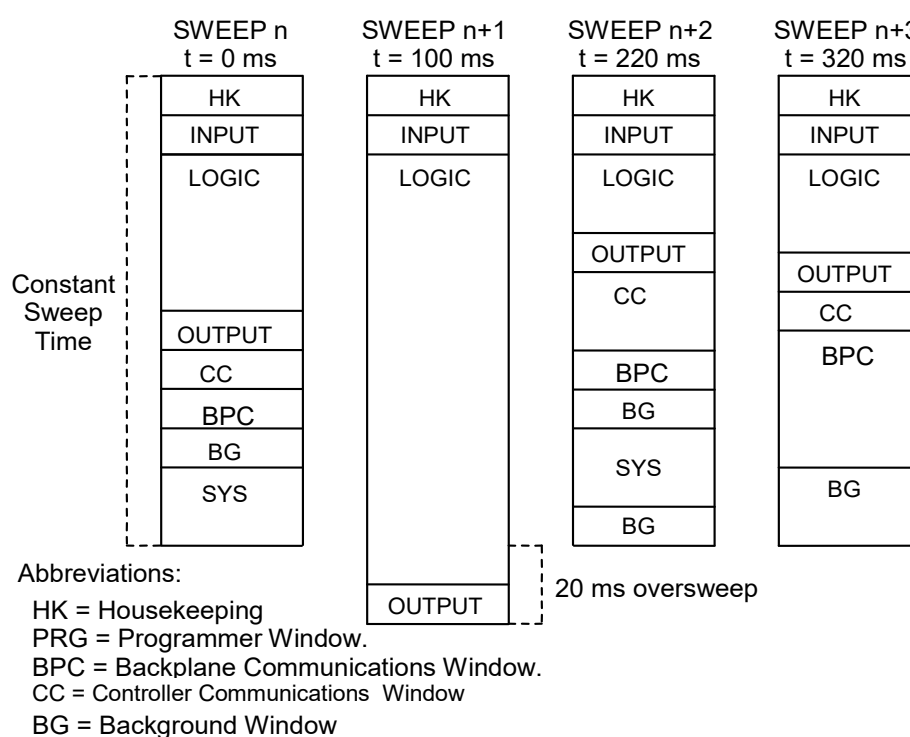 SWEEP n
t = 0 ms
HK
INPUT
LOGIC
OUTPUT
CC
BPC
BG
SYS
Constant
Sweep
Time
SWEEP n+1
t = 100 ms
HK
INPUT
LOGIC
OUTPUT
20 ms oversweep
SWEEP n+2
t = 220 ms
HK
INPUT
LOGIC
OUTPUT
CC
BPC
BG
SYS
BG
SWEEP n+3
t = 320 ms
HK
INPUT
LOGIC
OUTPUT
CC
BPC
BG
Abbreviations:
HK = Housekeeping
PRG = Programmer Window.
BPC = Backplane Communications Window.
CC = Controller Communications Window
BG = Background Window